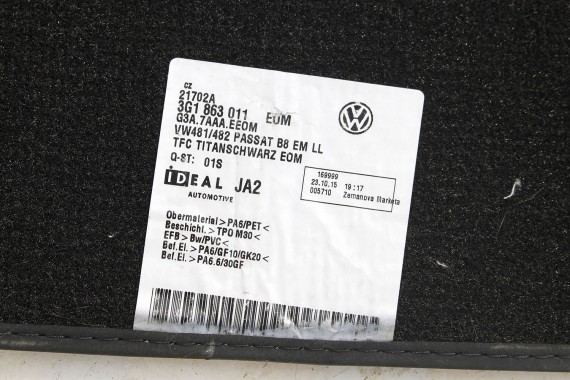 CZ
21702A
3G1 863 011 EOM
G3A.7AAA.EEOM
VW481/482 PASSAT B8 EM LL
TFC TITANSCHWARZ EOM
Q-ST: 01S
iDEAL JA2
AUTOMOTIVE
169999
23.10.15 19:17
005710 Zemanova Marketa
Obermaterial>PA6/PET<
Beschichl.>TPO M30<
EFB>Bw/PVC<
Bef.El.>PA6/GF10/GK20<
Bef.El.>PA6.6/30GF